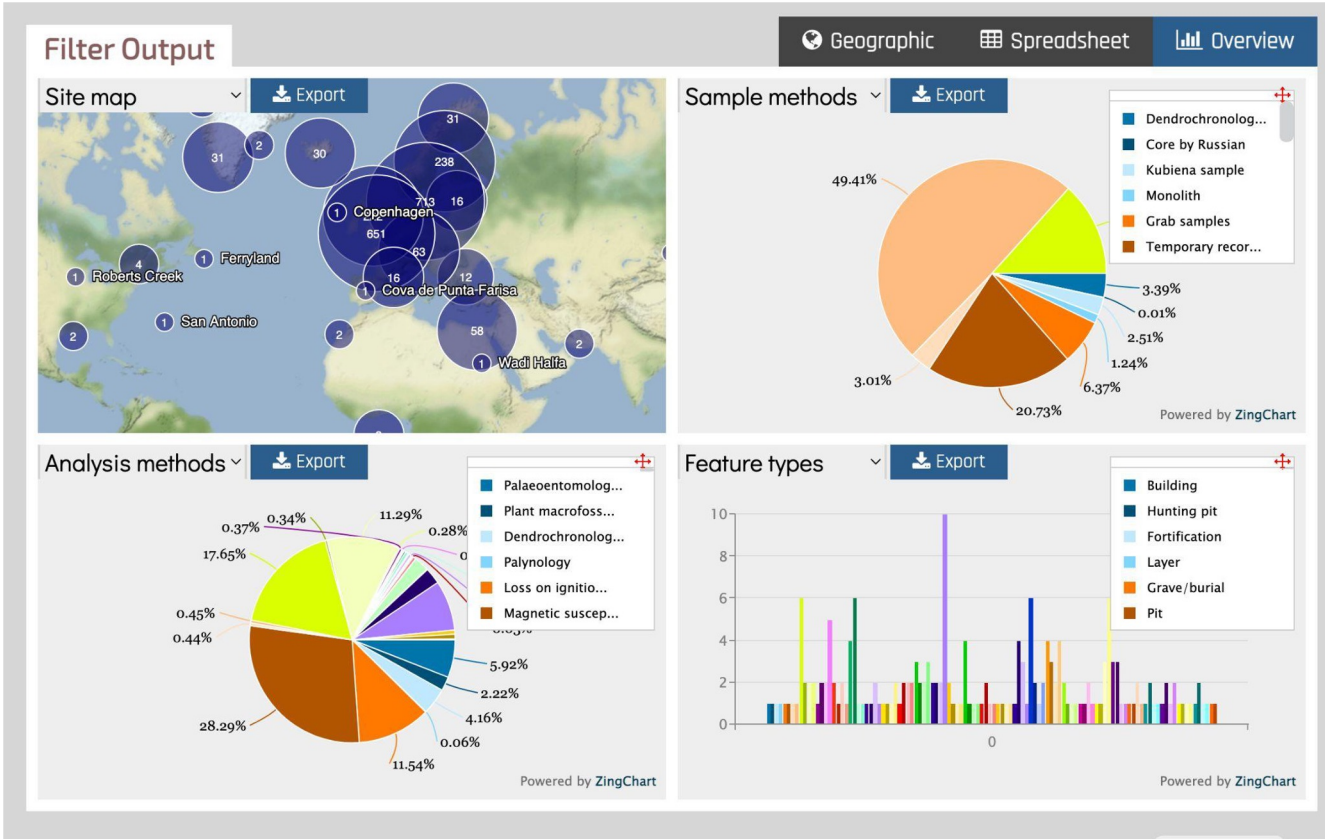 Filter Output
Geographic
Spreadsheet
Overview
Site map
Export
31
2
30
31
238
713
16
1
Copenhagen
651
63
16
12
1
Cova de Punta Farisa
4
1
Roberts Creek
1
Ferryland
1
San Antonio
2
2
58
1
Wadi Halfa
2
Sample methods
Export
Dendrochronolog...
Core by Russian
Kubiena sample
Monolith
Grab samples
Temporary recor...
49.41%
3.39%
0.01%
2.51%
1.24%
6.37%
20.73%
3.01%
Powered by ZingChart
Analysis methods
Export
Palaeoentomolog...
Plant macrofoss...
Dendrochronolog...
Palynology
Loss on ignitio...
Magnetic suscep...
0.37%
0.34%
11.29%
0.28%
17.65%
0.45%
0.44%
28.29%
11.54%
0.06%
4.16%
2.22%
5.92%
Powered by ZingChart
Feature types
Export
Building
Hunting pit
Fortification
Layer
Grave/burial
Pit
10
8
6
4
2
0
0
Powered by ZingChart